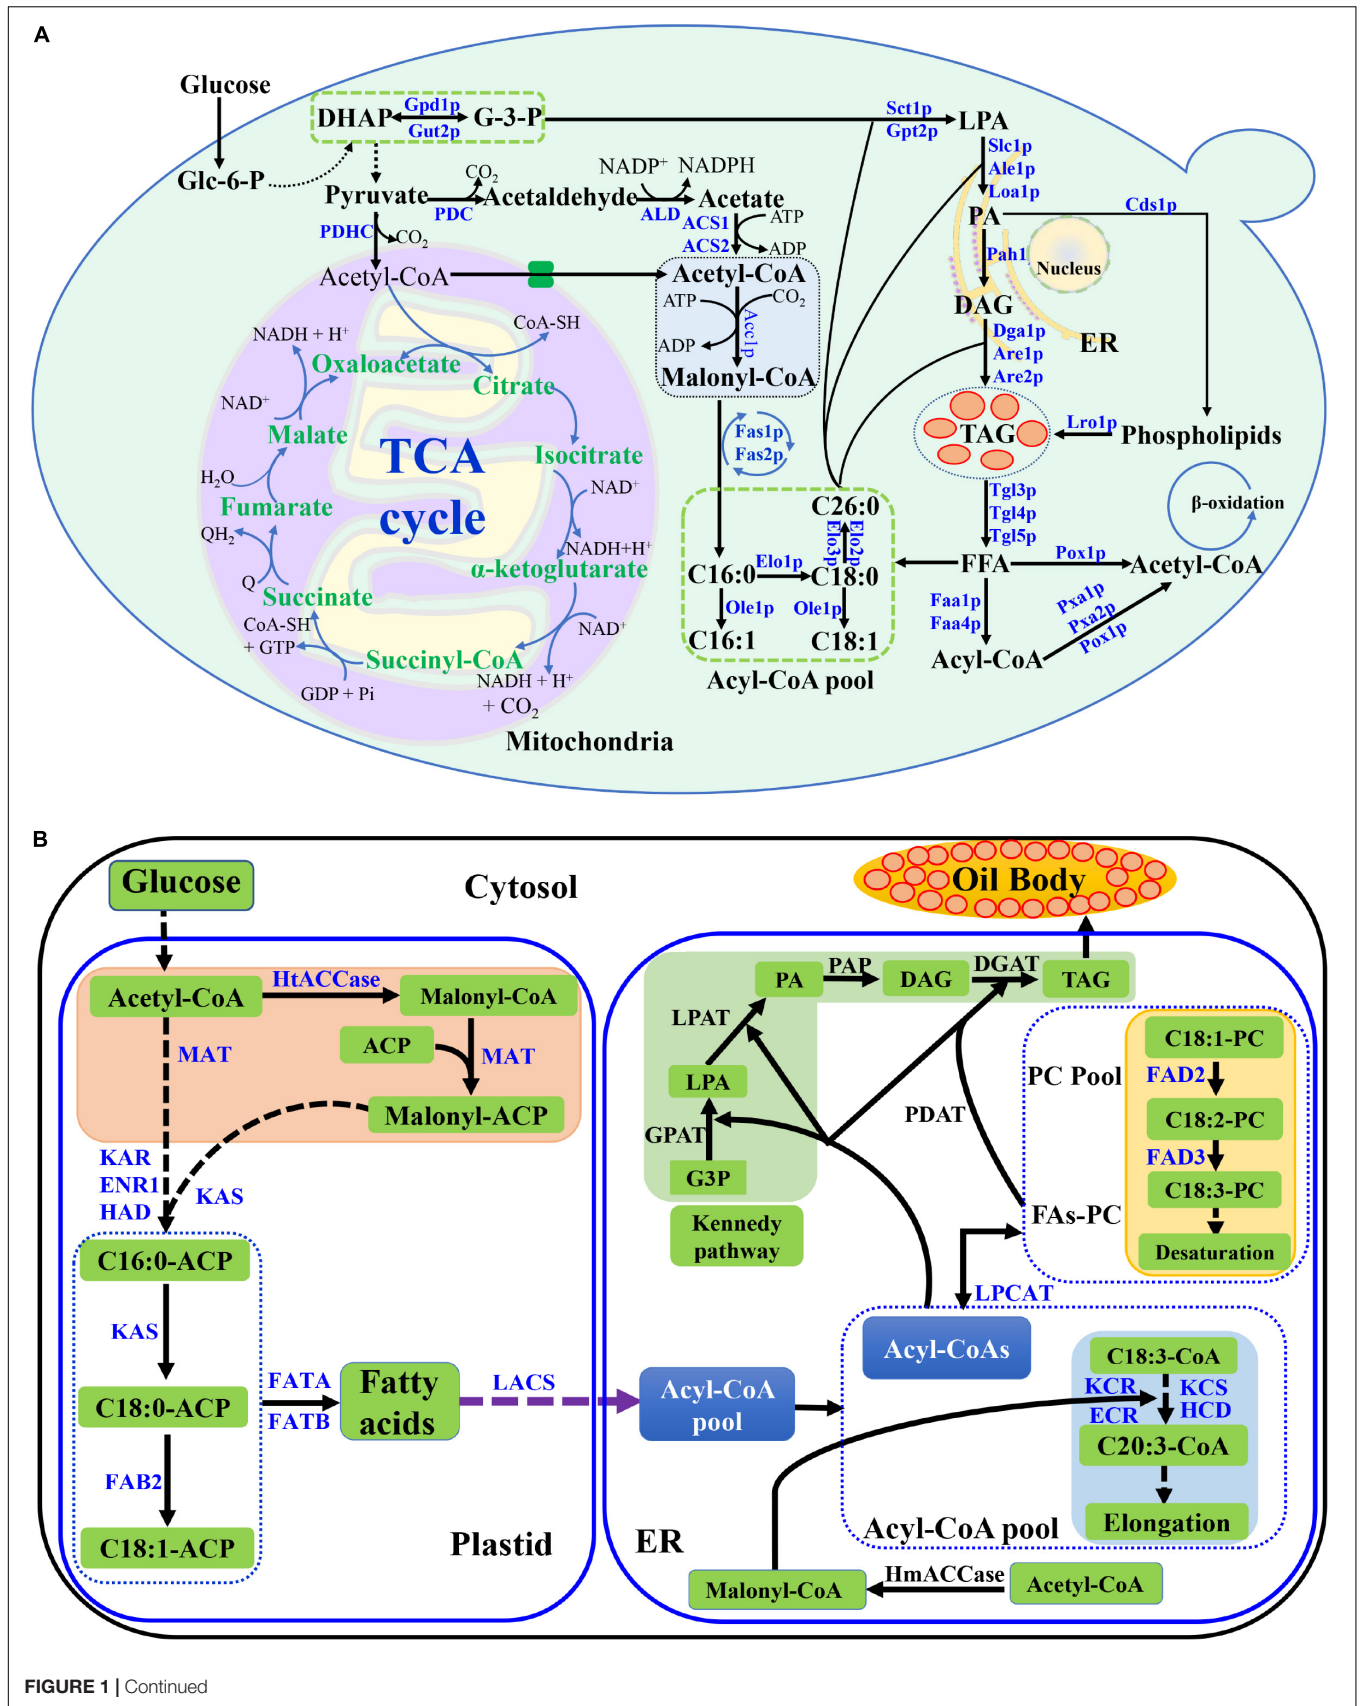 A
Glucose
DHAP
Gpd1p
Gut2p
G-3-P
Sct1p
Gpt2p
LPA
Glc-6-P
Slc1p
Ale1p
Loa1p
Pyruvate
CO2
PDC
Acetaldehyde
NADP+
NADPH
ALD
Acetate
PA
Cds1p
PDHC
CO2
ACS1
ACS2
ATP
ADP
Pah1
Nucleus
Acetyl-CoA
Acetyl-CoA
ATP
CO2
Acc1p
ADP
Malonyl-CoA
DAG
Dga1p
Are1p
Are2p
ER
NADH + H+
CoA-SH
Oxaloacetate
Citrate
NAD+
Malate
TCA
cycle
Isocitrate
Fas1p
Fas2p
TAG
Lro1p
Phospholipids
H2O
Fumarate
NAD+
QH2
NADH+H+
C26:0
Elo3p
Elo2p
Tgl3p
Tgl4p
Tgl5p
β-oxidation
Q
Succinate
α-ketoglutarate
C16:0
Elo1p
C18:0
FFA
Pox1p
Acetyl-CoA
CoA-SH
+ GTP
NAD+
Ole1p
Ole1p
Faa1p
Faa4p
Pxa1p
Pxa2p
Pox1p
C16:1
C18:1
Succinyl-CoA
Acyl-CoA
GDP + Pi
NADH + H+
+ CO2
Acyl-CoA pool
Mitochondria
B
Glucose
Cytosol
Oil Body
Acetyl-CoA
HtACCase
Malonyl-CoA
PA
PAP
DAG
DGAT
TAG
MAT
ACP
MAT
LPAT
C18:1-PC
PC Pool
FAD2
LPA
Malonyl-ACP
PDAT
C18:2-PC
GPAT
KAR
ENR1
HAD
KAS
FAD3
G3P
C18:3-PC
FAs-PC
Kennedy
pathway
C16:0-ACP
Desaturation
LPCAT
KAS
Acyl-CoAs
C18:3-CoA
FATA
FATB
Fatty
acids
LACS
Acyl-CoA
pool
KCR
ECR
KCS
HCD
C18:0-ACP
C20:3-CoA
FAB2
Acyl-CoA pool
Elongation
C18:1-ACP
Plastid
ER
Malonyl-CoA
HmACCase
Acetyl-CoA
FIGURE 1 | Continued